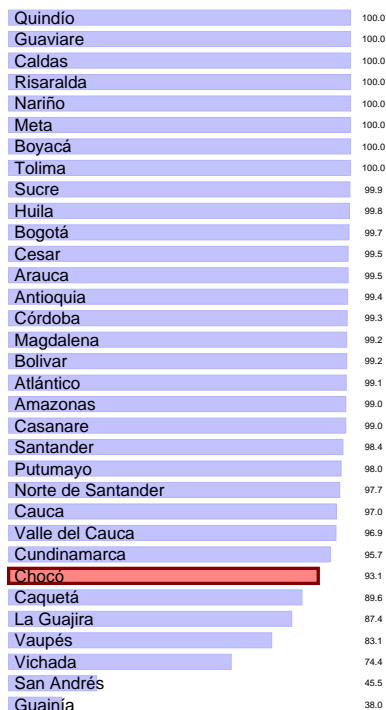 Quindío 100.0
Guaviare 100.0
Caldas 100.0
Risaralda 100.0
Nariño 100.0
Meta 100.0
Boyacá 100.0
Tolima 100.0
Sucre 99.9
Huila 99.8
Bogotá 99.7
Cesar 99.5
Arauca 99.5
Antioquia 99.4
Córdoba 99.3
Magdalena 99.2
Bolivar 99.2
Atlántico 99.1
Amazonas 99.0
Casanare 99.0
Santander 98.4
Putumayo 98.0
Norte de Santander 97.7
Cauca 97.0
Valle del Cauca 96.9
Cundinamarca 95.7
Chocó 93.1
Caquetá 89.6
La Guajira 87.4
Vaupés 83.1
Vichada 74.4
San Andrés 45.5
Guainía 38.0